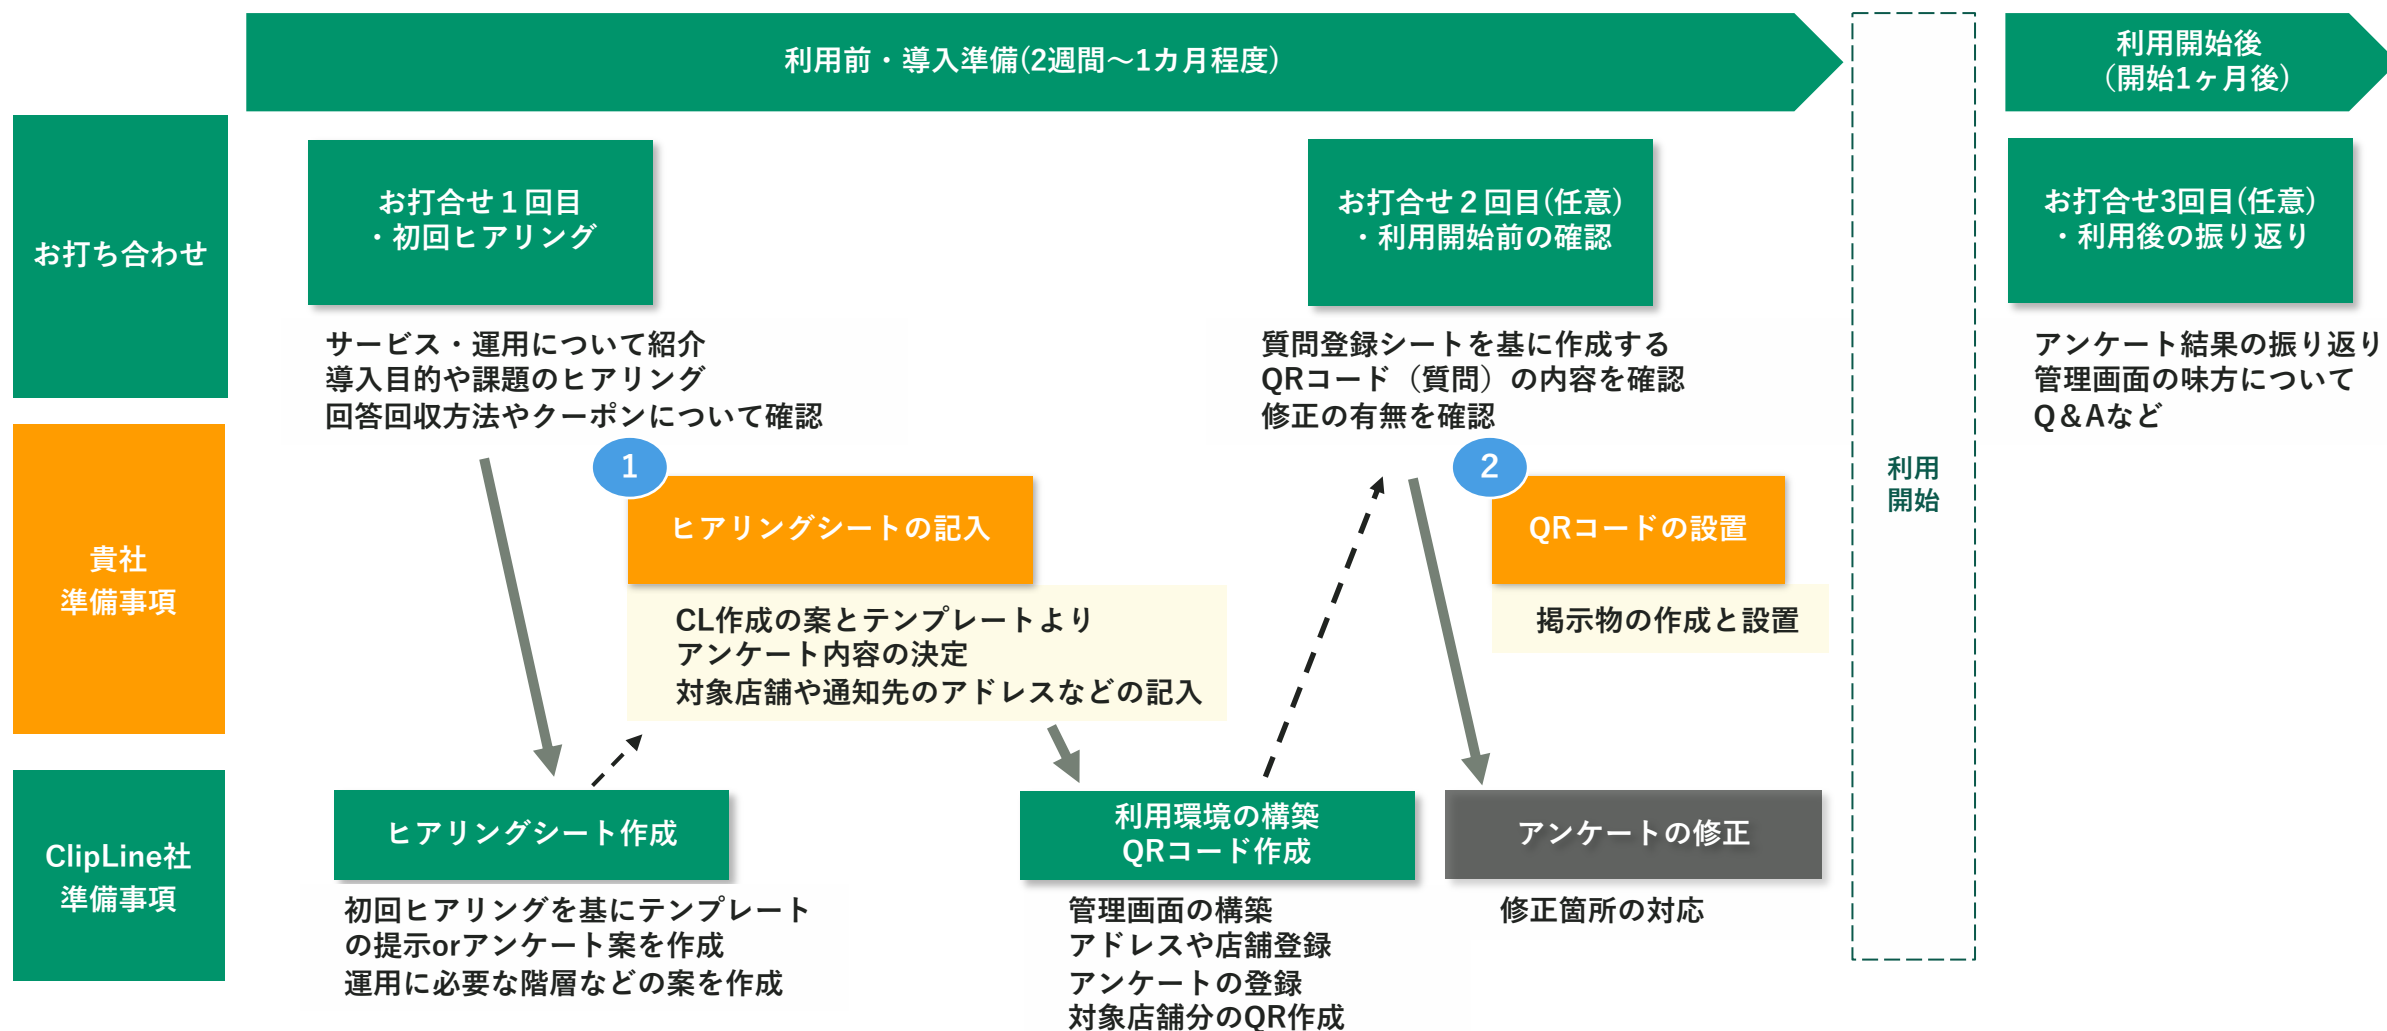 利用前・導入準備(2週間～1カ月程度)
利用開始後
（開始1ヶ月後）
お打ち合わせ
お打合せ１回目
・初回ヒアリング
サービス・運用について紹介
導入目的や課題のヒアリング
回答回収方法やクーポンについて確認
お打合せ２回目(任意)
・利用開始前の確認
質問登録シートを基に作成する
QRコード（質問）の内容を確認
修正の有無を確認
お打合せ3回目(任意)
・利用後の振り返り
アンケート結果の振り返り
管理画面の味方について
Q＆Aなど
利用
開始
貴社
準備事項
1
ヒアリングシートの記入
CL作成の案とテンプレートより
アンケート内容の決定
対象店舗や通知先のアドレスなどの記入
2
QRコードの設置
掲示物の作成と設置
ClipLine社
準備事項
ヒアリングシート作成
初回ヒアリングを基にテンプレート
の提示orアンケート案を作成
運用に必要な階層などの案を作成
利用環境の構築
QRコード作成
管理画面の構築
アドレスや店舗登録
アンケートの登録
対象店舗分のQR作成
アンケートの修正
修正箇所の対応